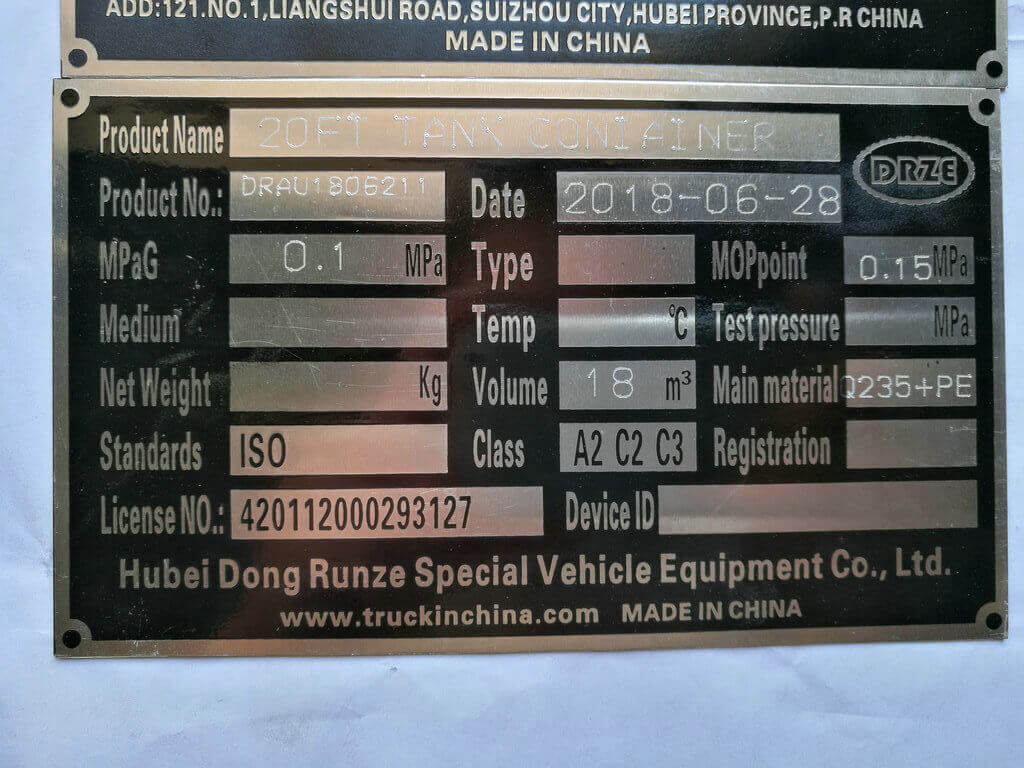 ADD:121.NO.1,LIANGSHUI ROAD,SUIZHOU CITY,HUBEI PROVINCE,P.R CHINA
MADE IN CHINA
Product Name 20FT TANK CONTAINER
DRZE
Product No.: DRAU1806211 Date 2018-06-28
MPaG 0.1 MPa Type MOPpoint 0.15 MPa
Medium Temp °C Test pressure MPa
Net Weight Kg Volume 18 m³ Main material Q235+PE
Standards ISO Class A2 C2 C3 Registration
License NO.: 420112000293127 Device ID
Hubei Dong Runze Special Vehicle Equipment Co., Ltd.
www.truckinchina.com MADE IN CHINA